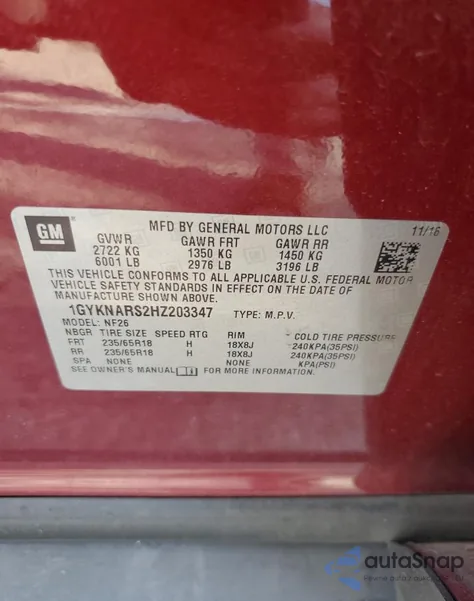 GM
MFD BY GENERAL MOTORS LLC
11/16
GVWR GAWR FRT GAWR RR
2722 KG 1350 KG 1450 KG
6001 LB 2976 LB 3196 LB
THIS VEHICLE CONFORMS TO ALL APPLICABLE U.S. FEDERAL MOTOR
VEHICLE SAFETY STANDARDS IN EFFECT ON THE DATE OF
MANUFACTURE SHOWN ABOVE.
1GYKNARS2HZ203347 TYPE: M.P.V.
MODEL: NF26
NBGR TIRE SIZE SPEED RTG RIM COLD TIRE PRESSURE
FRT 235/65R18 H 18X8J 240KPA(35PSI)
RR 235/65R18 H 18X8J 240KPA(35PSI)
SPA NONE NONE KPA(PSI)
SEE OWNER'S MANUAL FOR MORE INFORMATION.
autoSnap